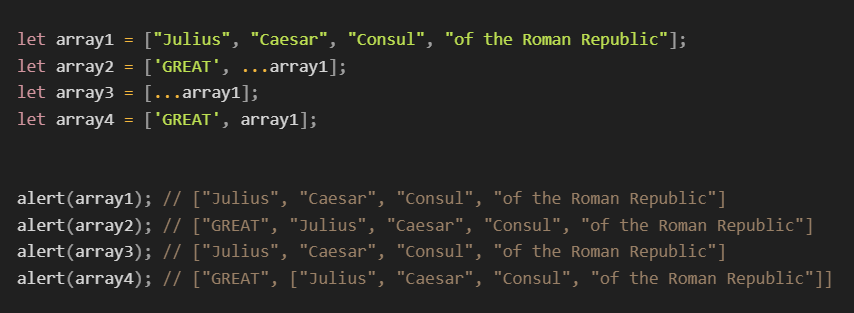 let array1 = ["Julius", "Caesar", "Consul", "of the Roman Republic"];
let array2 = ['GREAT', ...array1];
let array3 = [...array1];
let array4 = ['GREAT', array1];
alert(array1); // ["Julius", "Caesar", "Consul", "of the Roman Republic"]
alert(array2); // ["GREAT", "Julius", "Caesar", "Consul", "of the Roman Republic"]
alert(array3); // ["Julius", "Caesar", "Consul", "of the Roman Republic"]
alert(array4); // ["GREAT", ["Julius", "Caesar", "Consul", "of the Roman Republic"]]